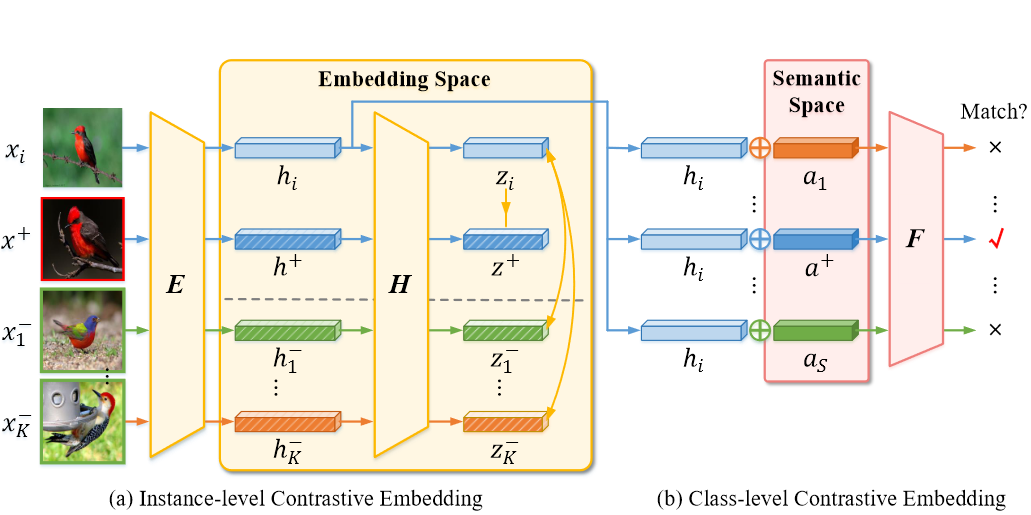 Embedding Space
Semantic
Space
Match?
x_i
h_i
z_i
h_i
⊕
a_1
×
x^+
E
h^+
H
z^+
h_i
⊕
a^+
F
√
x_1^-
h_1^-
z_1^-
h_i
⊕
a_S
×
x_K^-
h_K^-
z_K^-
(a) Instance-level Contrastive Embedding
(b) Class-level Contrastive Embedding